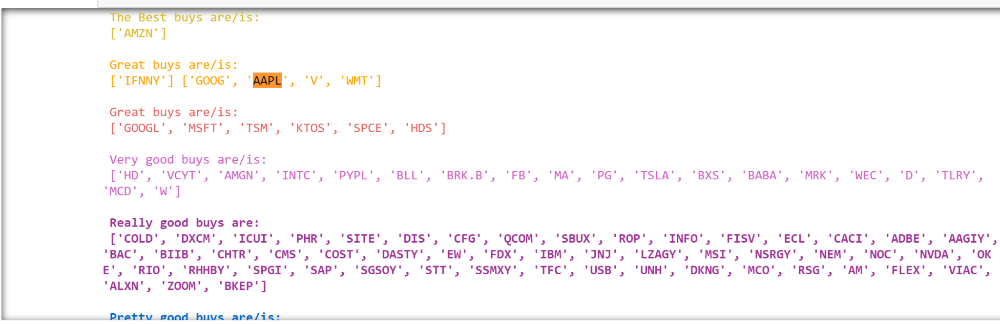 The Best buys are/is:
['AMZN']
Great buys are/is:
['IFNNY'] ['GOOG', 'AAPL', 'V', 'WMT']
Great buys are/is:
['GOOGL', 'MSFT', 'TSM', 'KTOS', 'SPCE', 'HDS']
Very good buys are/is:
['HD', 'VCYT', 'AMGN', 'INTC', 'PYPL', 'BLL', 'BRK.B', 'FB', 'MA', 'PG', 'TSLA', 'BXS', 'BABA', 'MRK', 'WEC', 'D', 'TLRY',
'MCD', 'W']
Really good buys are:
['COLD', 'DXCM', 'ICUI', 'PHR', 'SITE', 'DIS', 'CFG', 'QCOM', 'SBUX', 'ROP', 'INFO', 'FISV', 'ECL', 'CACI', 'ADBE', 'AAGIY',
'BAC', 'BIIB', 'CHTR', 'CMS', 'COST', 'DASTY', 'EW', 'FDX', 'IBM', 'JNJ', 'LZAGY', 'MSI', 'NSRGY', 'NEM', 'NOC', 'NVDA', 'OK
E', 'RIO', 'RHHBY', 'SPGI', 'SAP', 'SGSOY', 'STT', 'SSMXY', 'TFC', 'USB', 'UNH', 'DKNG', 'MCO', 'RSG', 'AM', 'FLEX', 'VIAC',
'ALXN', 'ZOOM', 'BKEP']
Pretty good buys are/is: